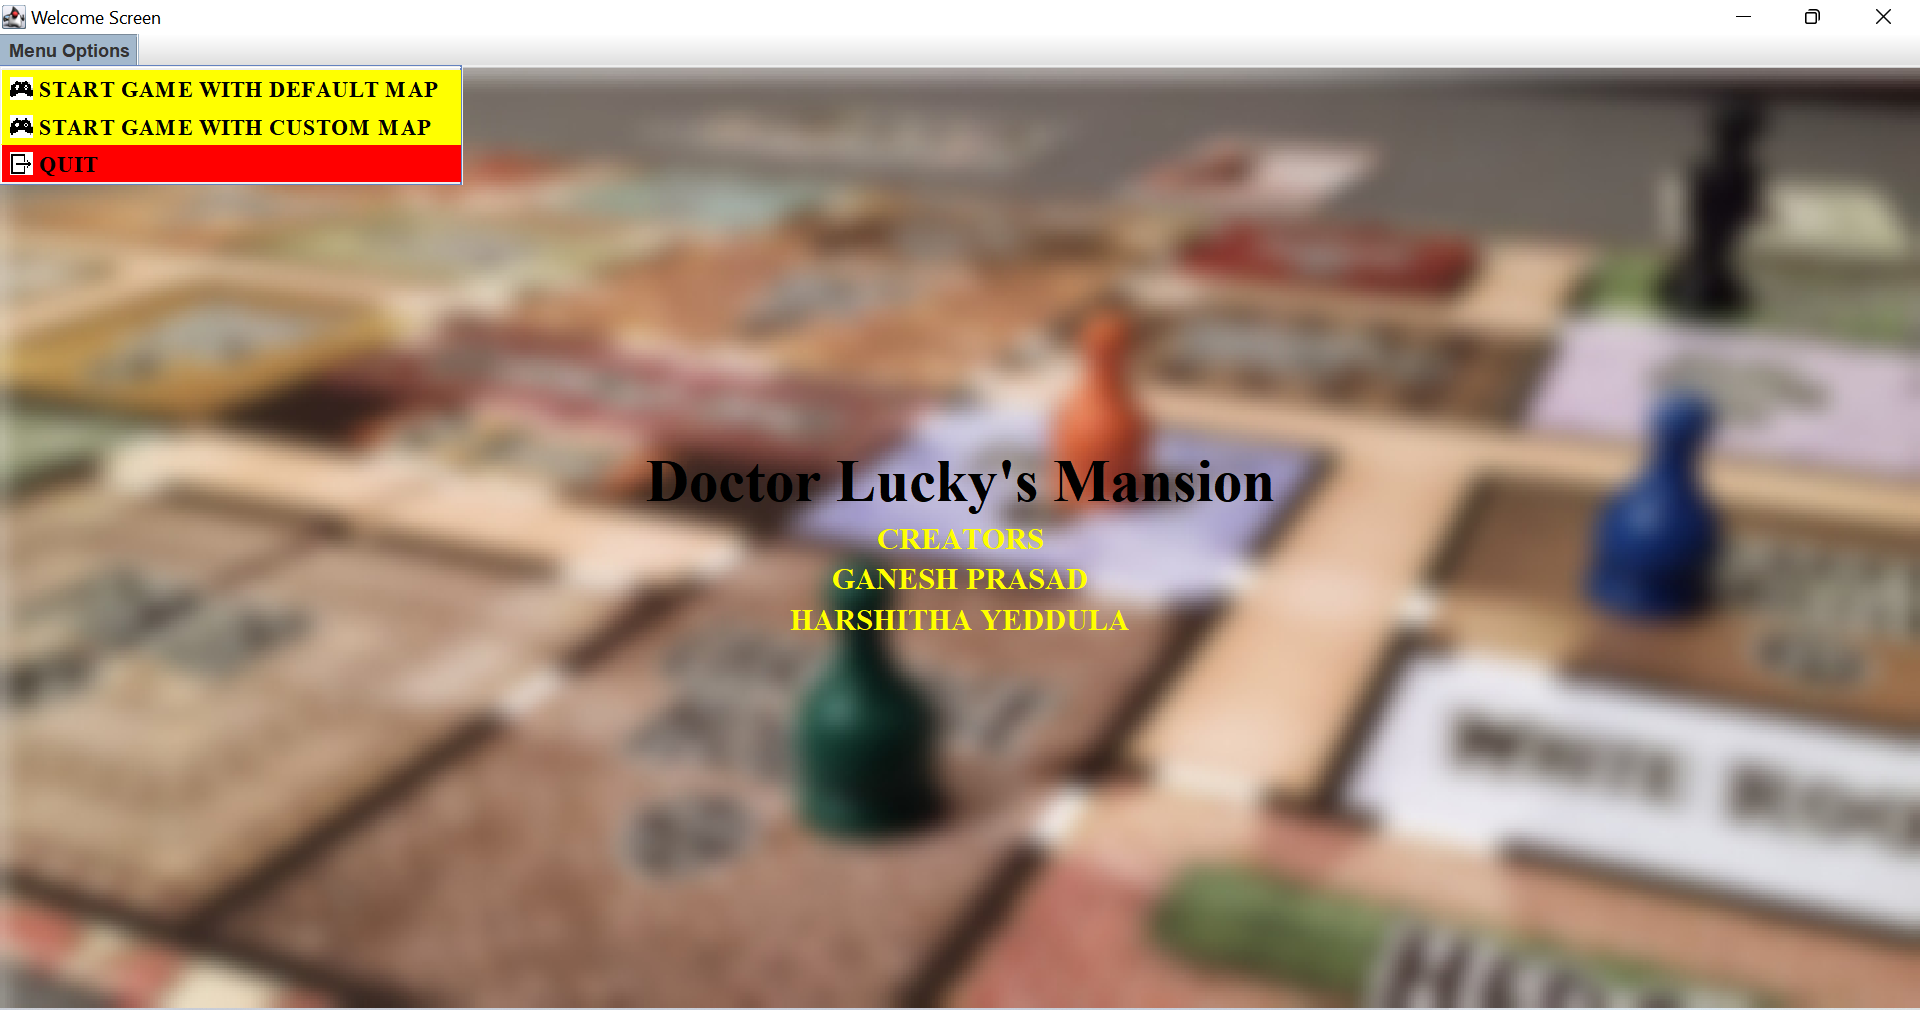 Welcome Screen
Menu Options
START GAME WITH DEFAULT MAP
START GAME WITH CUSTOM MAP
QUIT
Doctor Lucky's Mansion
CREATORS
GANESH PRASAD
HARSHITHA YEDDULA
WHITE